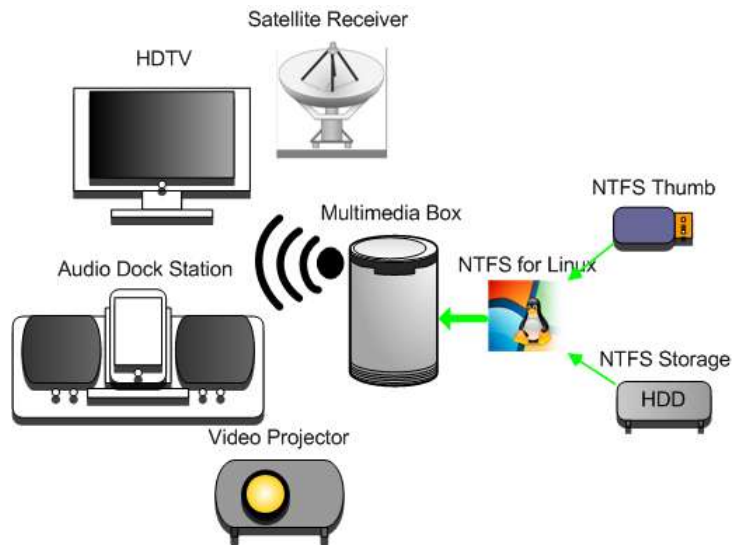 Satellite Receiver
HDTV
NTFS Thumb
Multimedia Box
NTFS for Linux
Audio Dock Station
NTFS Storage
HDD
Video Projector